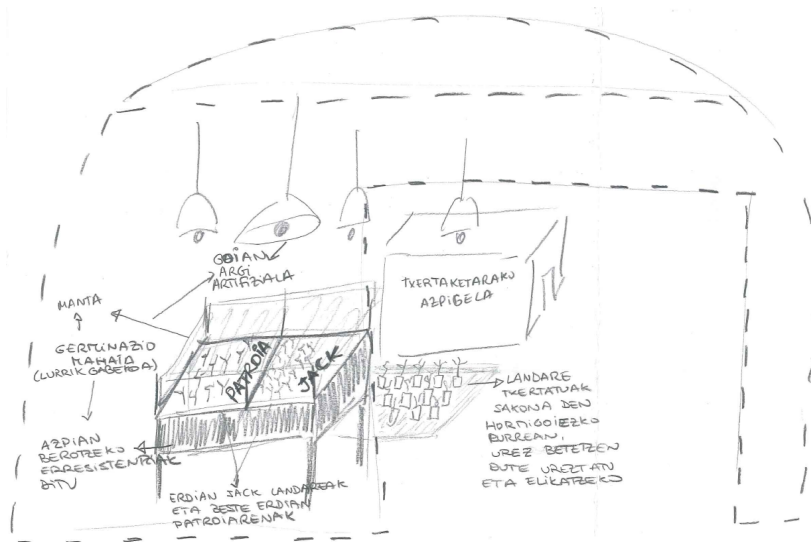 GOIAN
ARGI
ARTIFIZIALA
MANTA
GERMINAZIO
MAHAIA
(LURRIK GABEKOA)
AZPIAN
BEROTZEKO
ERRESISTENTZIAK
DITU
PATROIA
JACK
ERDIAN JACK LANDAREAK
ETA BESTE ERDIAN
PATROIARENAK
TXERTAKETARAKO
AZPIGELA
LANDARE
TXERTATUAK
SAKONA DEN
HORMIGOIEZKO
BURREAN,
UREZ BETETZEN
DUTE UREZTATU
ETA ELIKATZEKO